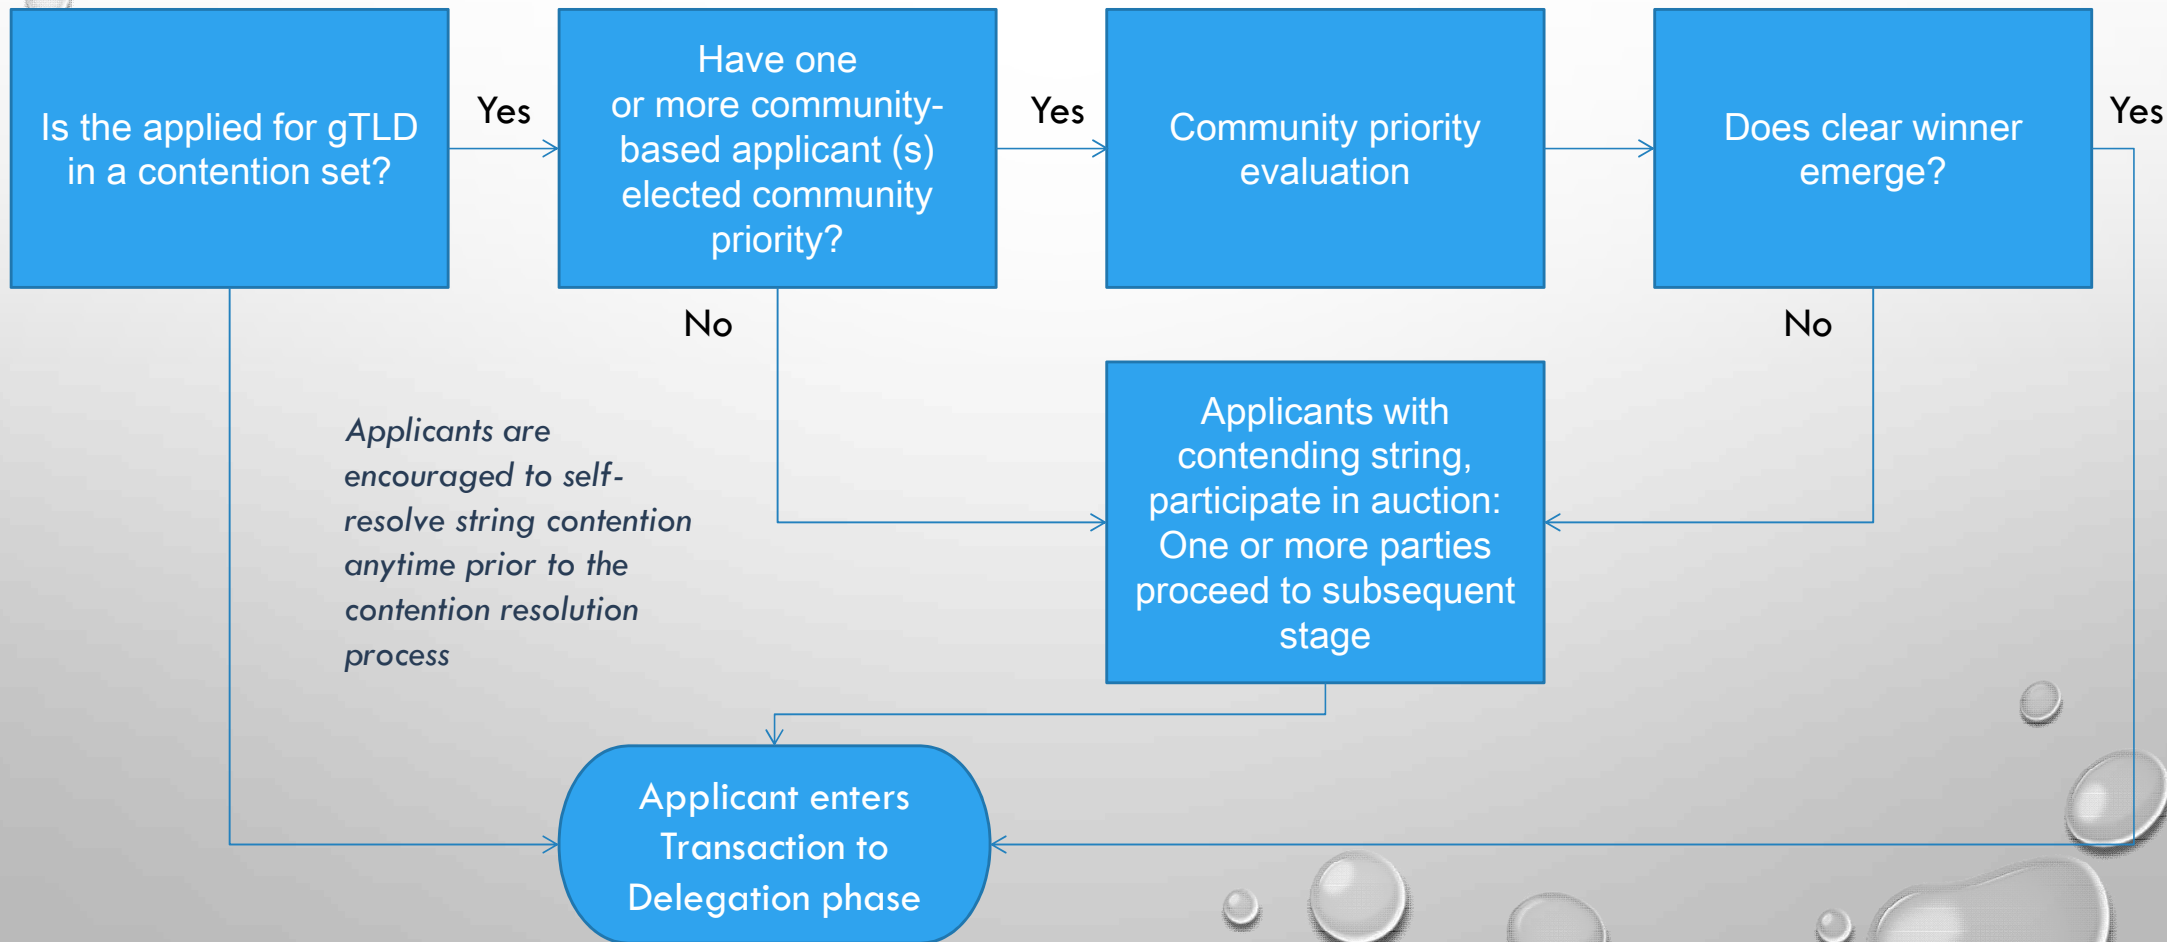 Is the applied for gTLD
in a contention set?
Yes
Have one
or more community-
based applicant (s)
elected community
priority?
Yes
Community priority
evaluation
Does clear winner
emerge?
Yes
No
No
Applicants are
encouraged to self-
resolve string contention
anytime prior to the
contention resolution
process
Applicants with
contending string,
participate in auction:
One or more parties
proceed to subsequent
stage
Applicant enters
Transaction to
Delegation phase